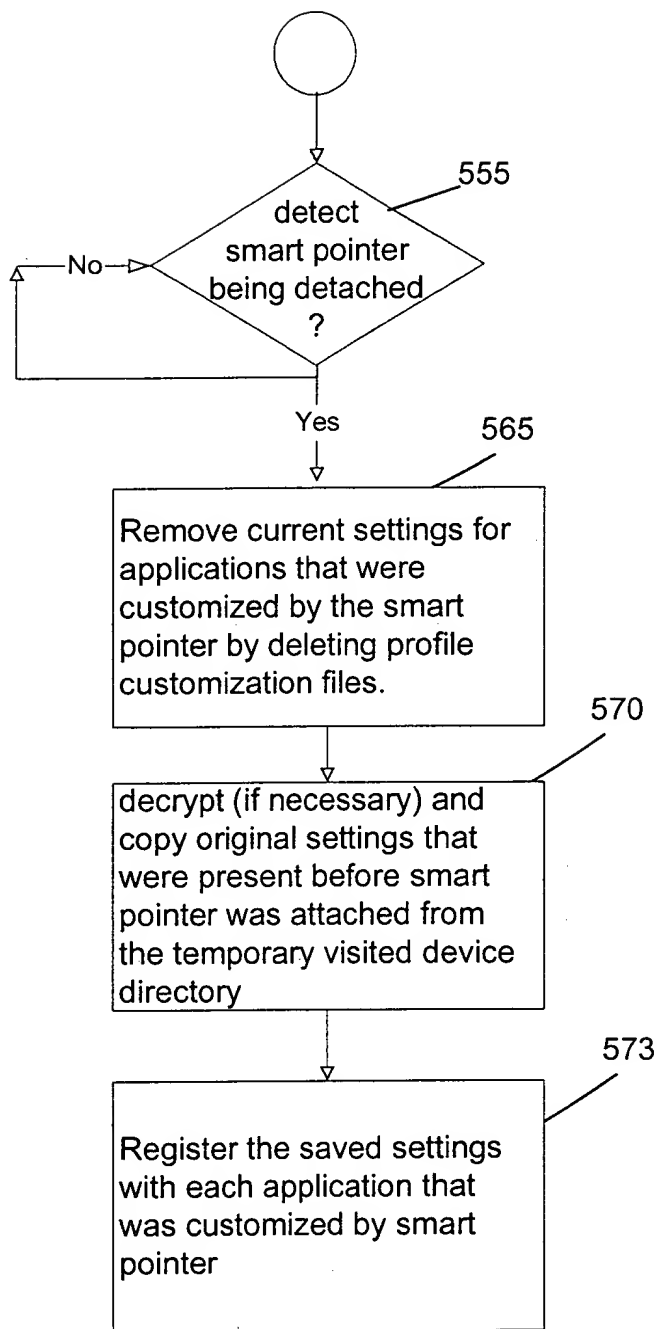 555
detect
smart pointer
being detached
?
No
Yes
565
Remove current settings for
applications that were
customized by the smart
pointer by deleting profile
customization files.
570
decrypt (if necessary) and
copy original settings that
were present before smart
pointer was attached from
the temporary visited device
directory
573
Register the saved settings
with each application that
was customized by smart
pointer